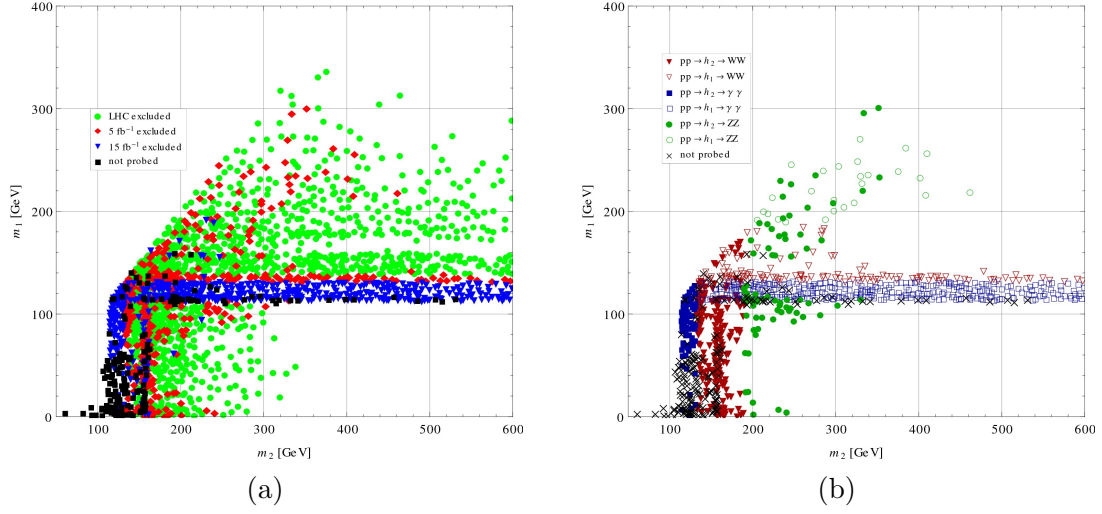 400
300
200
100
0
m₁ [GeV]
LHC excluded
5 fb⁻¹ excluded
15 fb⁻¹ excluded
not probed
100 200 300 400 500 600
m₂ [GeV]
(a)
400
300
200
100
0
m₁ [GeV]
pp → h₂ → WW
pp → h₁ → WW
pp → h₂ → γ γ
pp → h₁ → γ γ
pp → h₂ → ZZ
pp → h₁ → ZZ
not probed
100 200 300 400 500 600
m₂ [GeV]
(b)